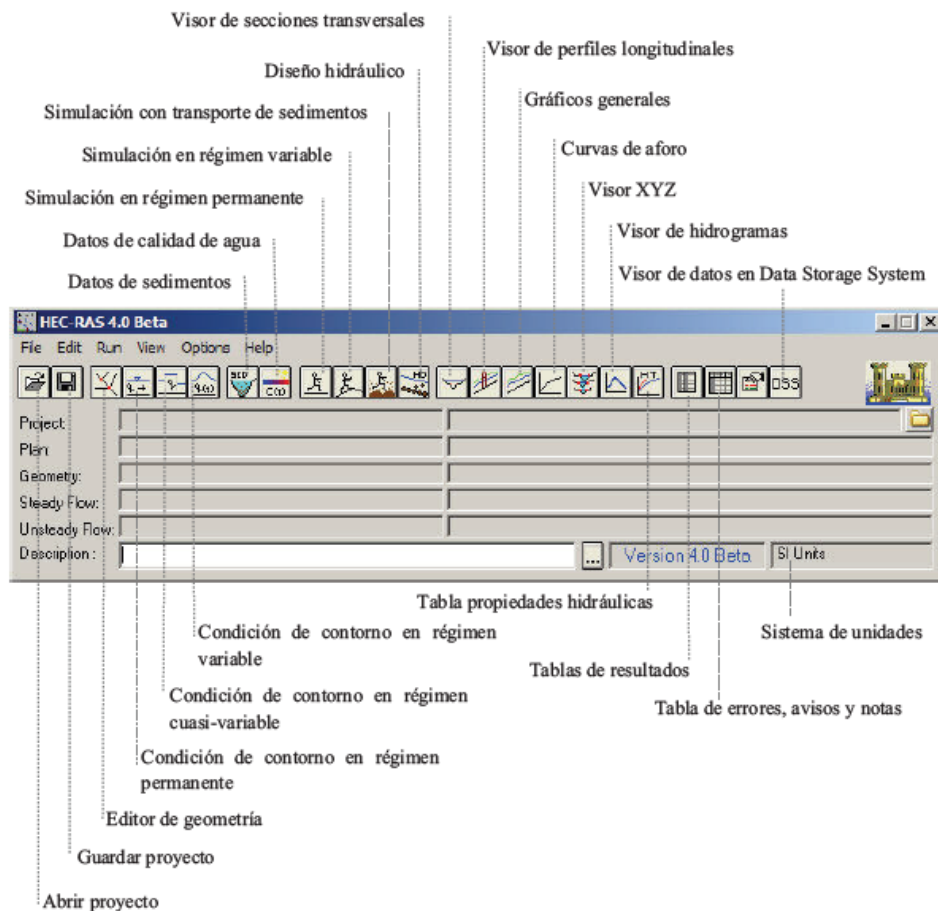 Visor de secciones transversales
Visor de perfiles longitudinales
Diseño hidráulico
Gráficos generales
Simulación con transporte de sedimentos
Curvas de aforo
Simulación en régimen variable
Visor XYZ
Simulación en régimen permanente
Visor de hidrogramas
Datos de calidad de agua
Visor de datos en Data Storage System
Datos de sedimentos
HEC-RAS 4.0 Beta
File Edit Run View Options Help
HD
DSS
Project:
Plan:
Geometry:
Steady Flow:
Unsteady Flow:
Description :
...
Version 4.0 Beta
SI Units
Tabla propiedades hidráulicas
Condición de contorno en régimen
variable
Sistema de unidades
Tablas de resultados
Condición de contorno en régimen
cuasi-variable
Tabla de errores, avisos y notas
Condición de contorno en régimen
permanente
Editor de geometría
Guardar proyecto
Abrir proyecto